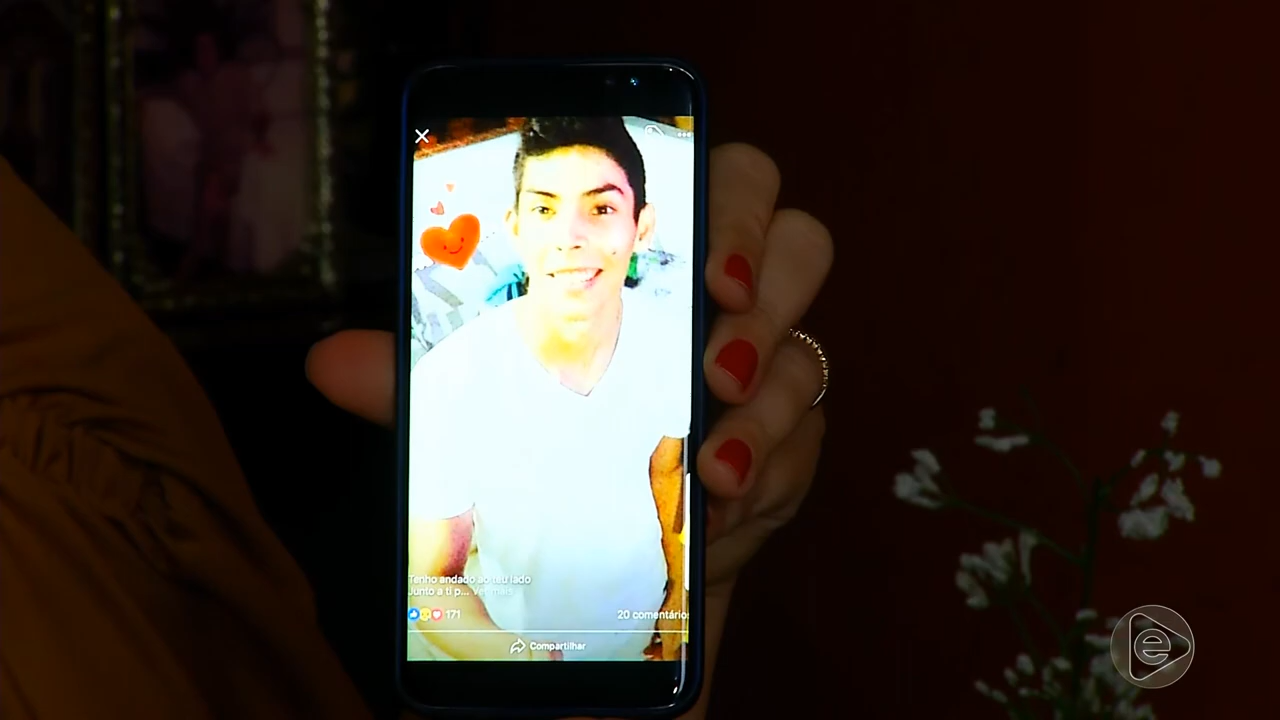 Tenho andado ao teu lado
Junto a ti p... Ver mais
171
20 comentários
Compartilhar
e